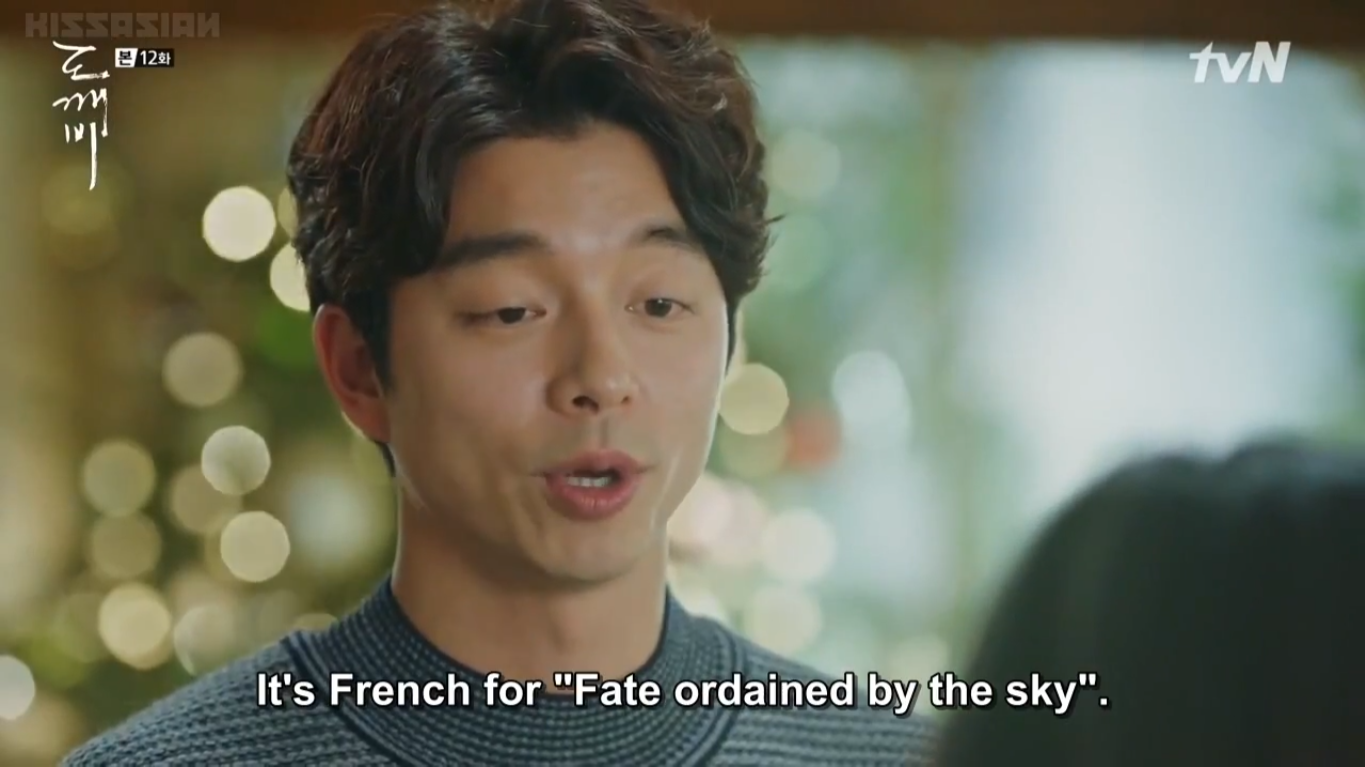 HISSASIAN
도깨비
본 12화
tvN
It's French for "Fate ordained by the sky".